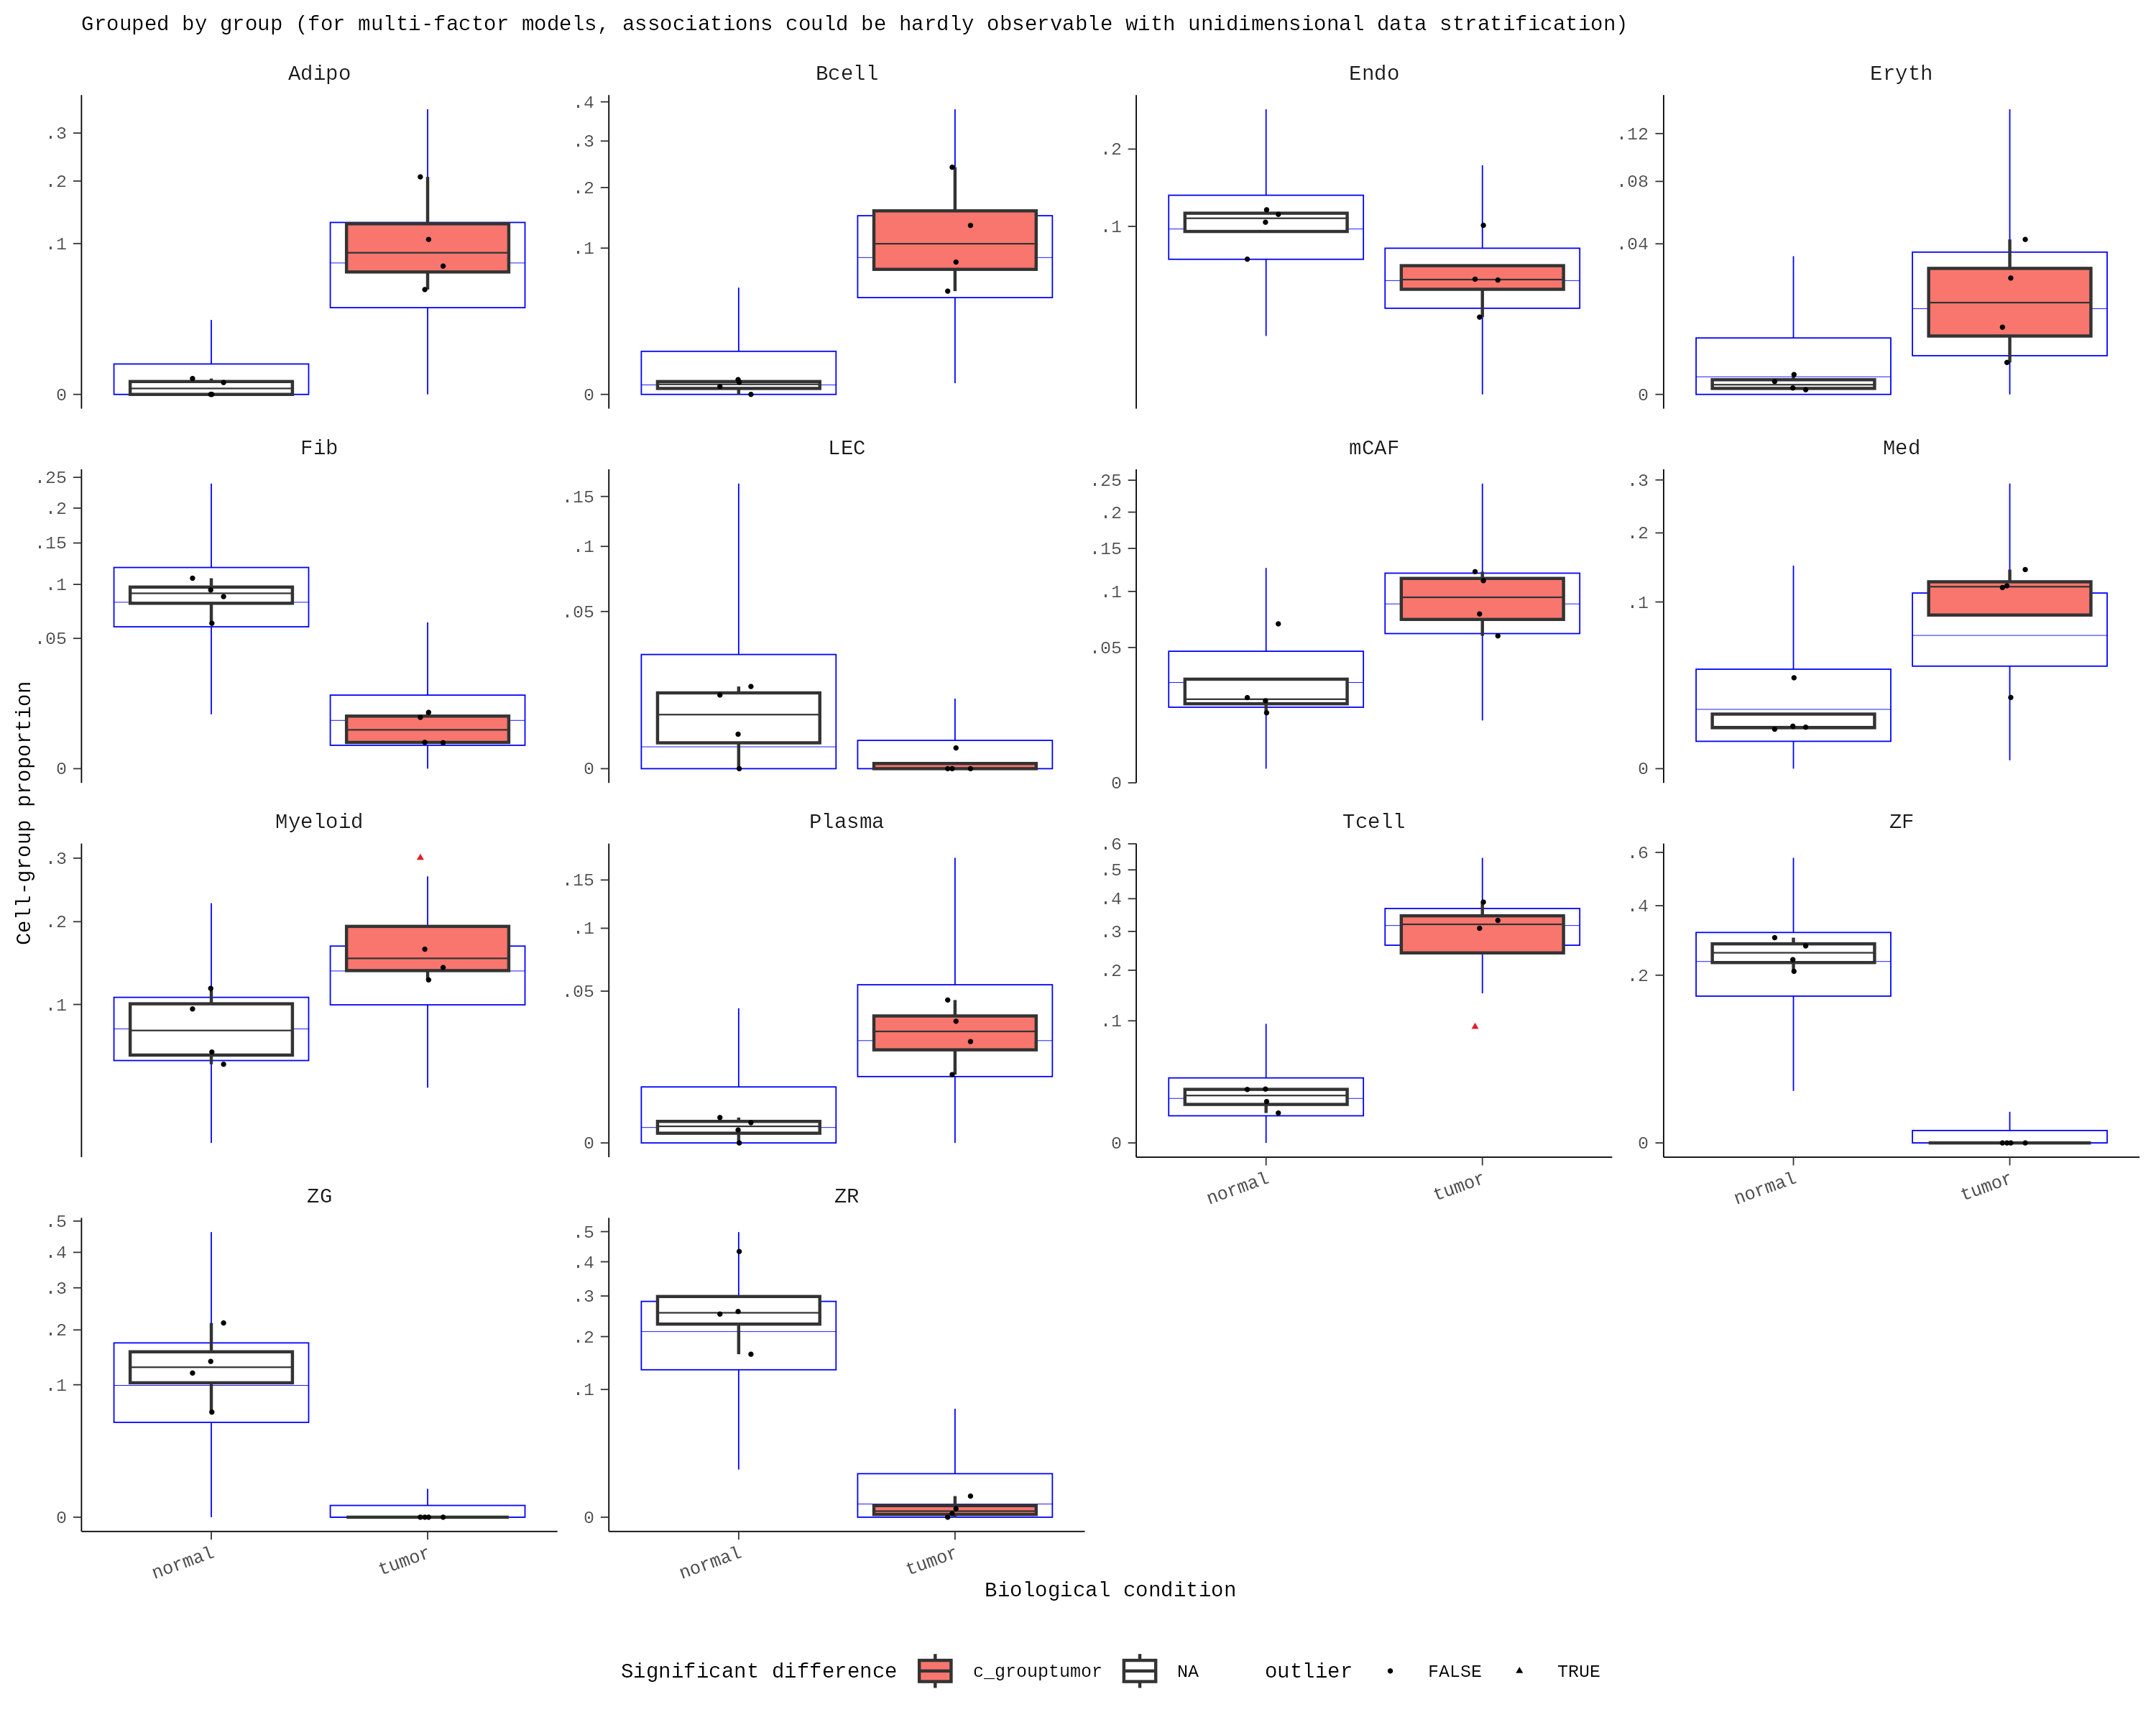 Grouped by group (for multi-factor models, associations could be hardly observable with unidimensional data stratification)
Adipo
Bcell
Endo
Eryth
.3
.2
.1
0
.4
.3
.2
.1
0
.2
.1
.12
.08
.04
0
Fib
LEC
mCAF
Med
.25
.2
.15
.1
.05
0
.15
.1
.05
0
.25
.2
.15
.1
.05
0
.3
.2
.1
0
Cell-group proportion
Myeloid
Plasma
Tcell
ZF
.3
.2
.1
.15
.1
.05
0
.6
.5
.4
.3
.2
.1
0
.6
.4
.2
0
normal
tumor
normal
tumor
ZG
ZR
.5
.4
.3
.2
.1
0
.5
.4
.3
.2
.1
0
normal
tumor
normal
tumor
Biological condition
Significant difference c_grouptumor NA outlier FALSE TRUE